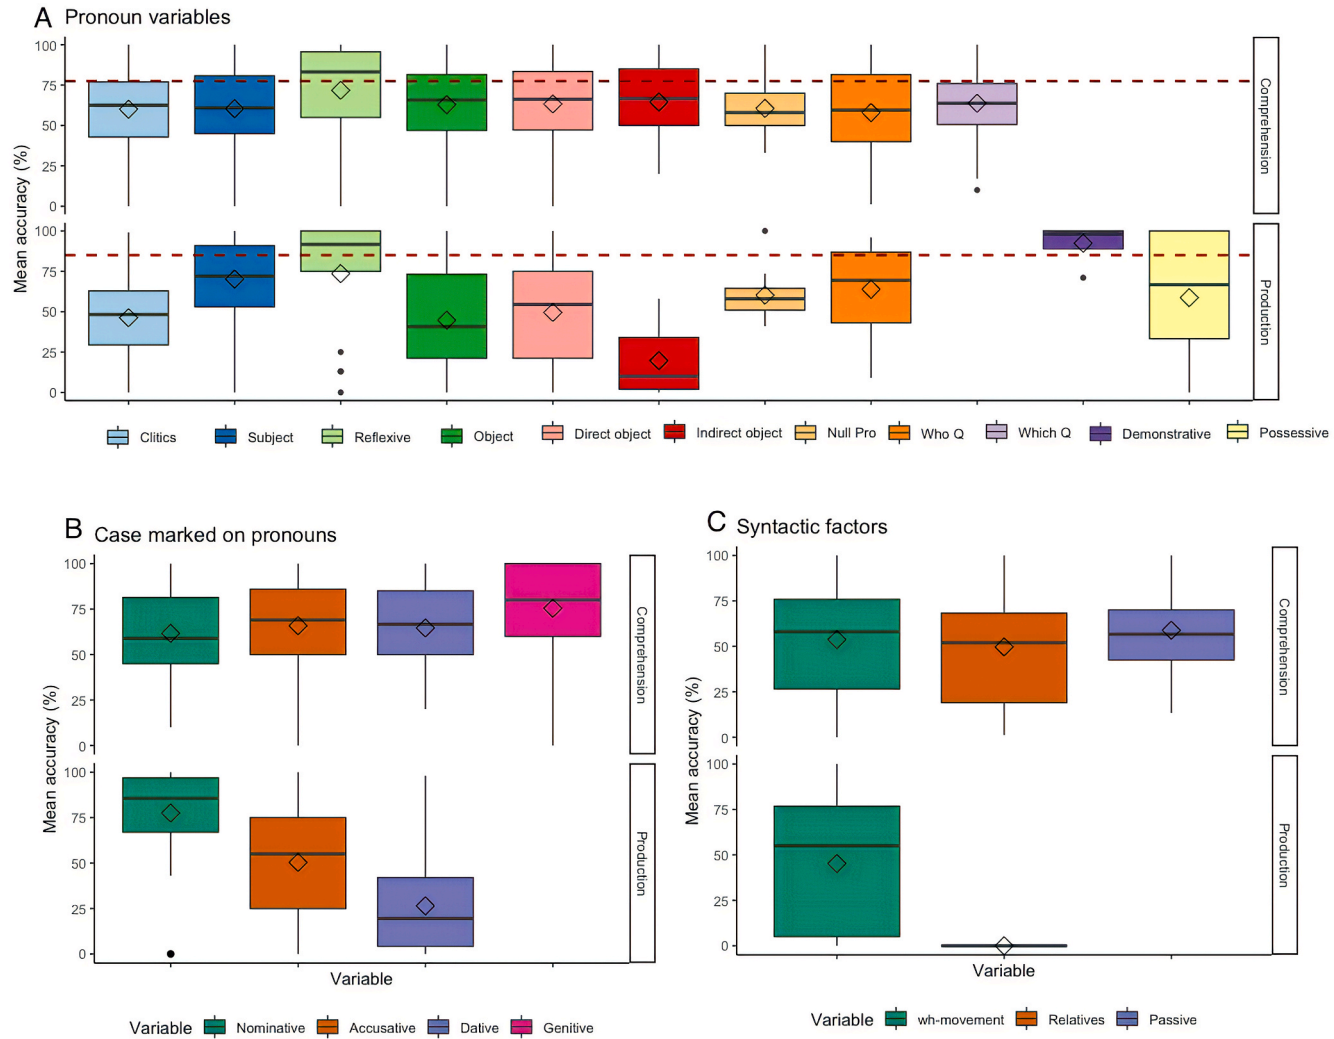 A Pronoun variables
Mean accuracy (%)
100
75
50
25
0
Comprehension
100
75
50
25
0
Production
Clitics Subject Reflexive Object Direct object Indirect object Null Pro Who Q Which Q Demonstrative Possessive
B Case marked on pronouns
Mean accuracy (%)
100
75
50
25
0
Comprehension
100
75
50
25
0
Production
Variable
Variable Nominative Accusative Dative Genitive
C Syntactic factors
Mean accuracy (%)
100
75
50
25
0
Comprehension
100
75
50
25
0
Production
Variable
Variable wh-movement Relatives Passive